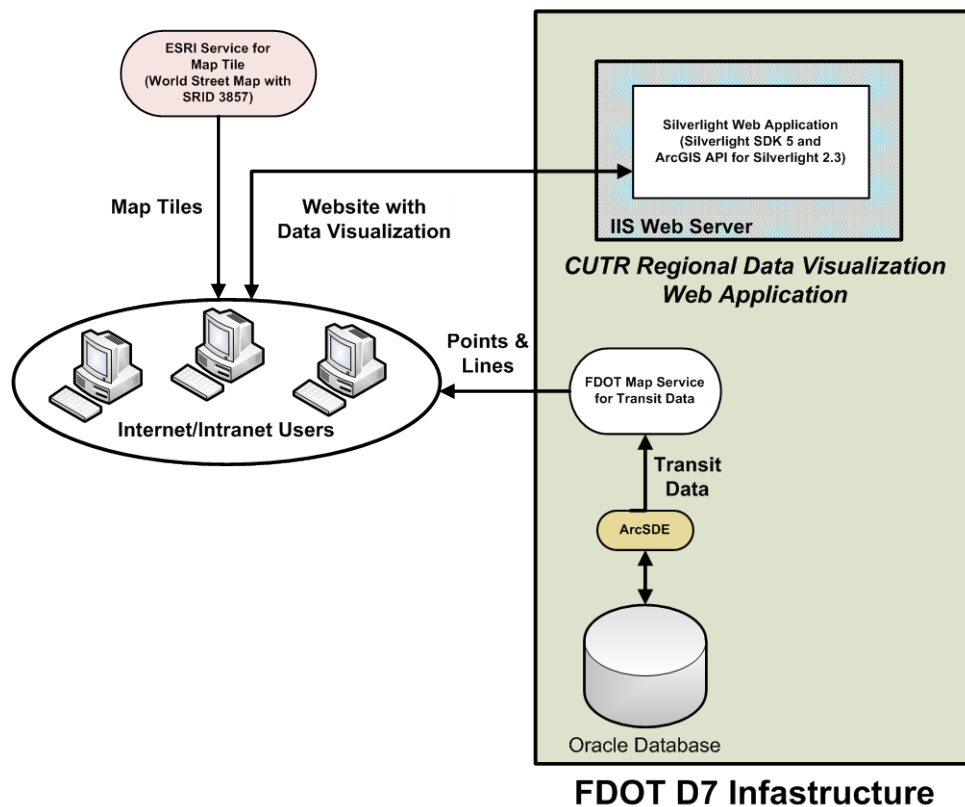 ESRI Service for
Map Tile
(World Street Map with
SRID 3857)
Silverlight Web Application
(Silverlight SDK 5 and
ArcGIS API for Silverlight 2.3)
IIS Web Server
CUTR Regional Data Visualization
Web Application
Map Tiles
Website with
Data Visualization
Points &
Lines
Internet/Intranet Users
FDOT Map Service
for Transit Data
Transit
Data
ArcSDE
Oracle Database
FDOT D7 Infastructure